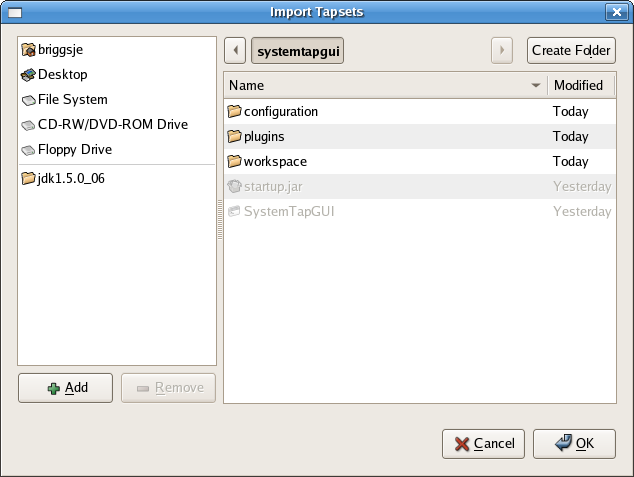 Import Tapsets
briggsje
Desktop
File System
CD-RW/DVD-ROM Drive
Floppy Drive
jdk1.5.0_06
Add
Remove
systemtapgui
Create Folder
Name Modified
configuration Today
plugins Today
workspace Today
startup.jar Yesterday
SystemTapGUI Yesterday
Cancel
OK